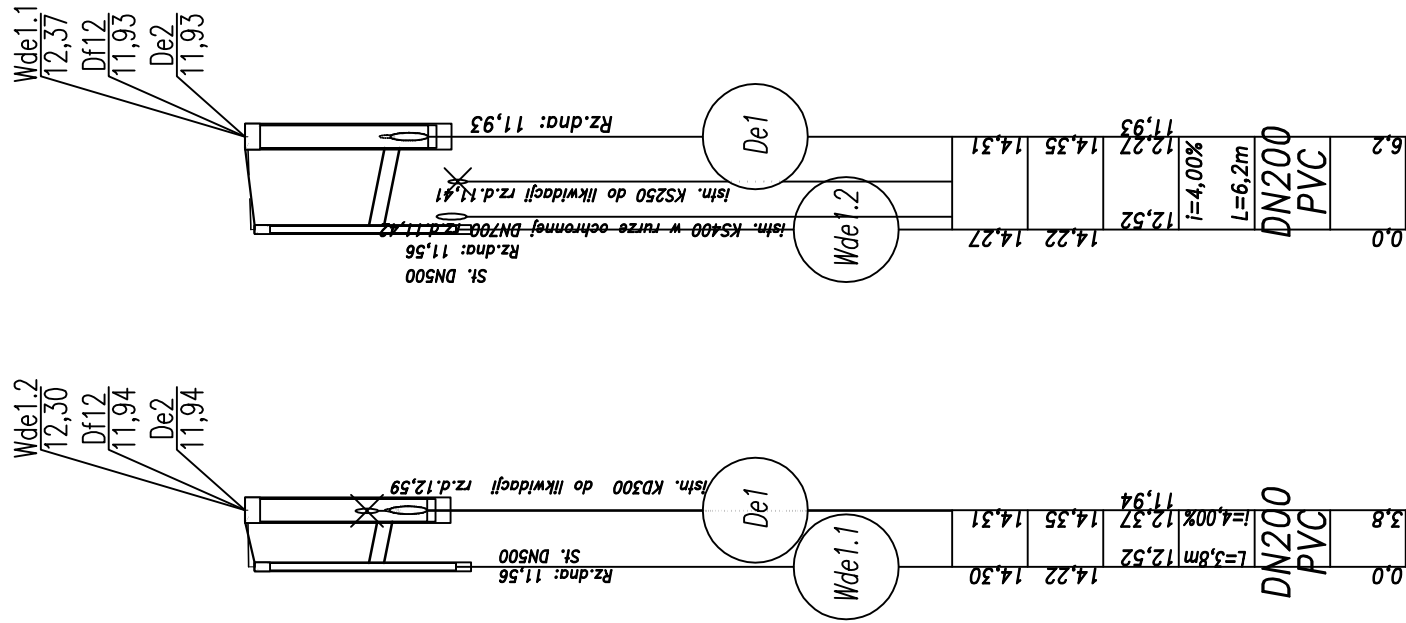 Wde1.1
12,37
Df12
11,93
De2
11,93
Rz.dna: 11,93
De1
istn. KS250 do likwidacji rz.d.11,41
istn. KS400 w rurze ochronnej DN700 rz.d.11,42
Rz.dna: 11,56
St. DN500
Wde1.2
14,31
14,27
14,35
14,22
11,93
12,27
12,52
i=4,00%
L=6,2m
DN200
PVC
6,2
0,0
Wde1.2
12,30
Df12
11,94
De2
11,94
istn. KD300 do likwidacji rz.d.12,59
De1
St. DN500
Rz.dna: 11,56
Wde1.1
14,31
14,30
14,35
14,22
11,94
12,37
12,52
i=4,00%
L=3,8m
DN200
PVC
3,8
0,0